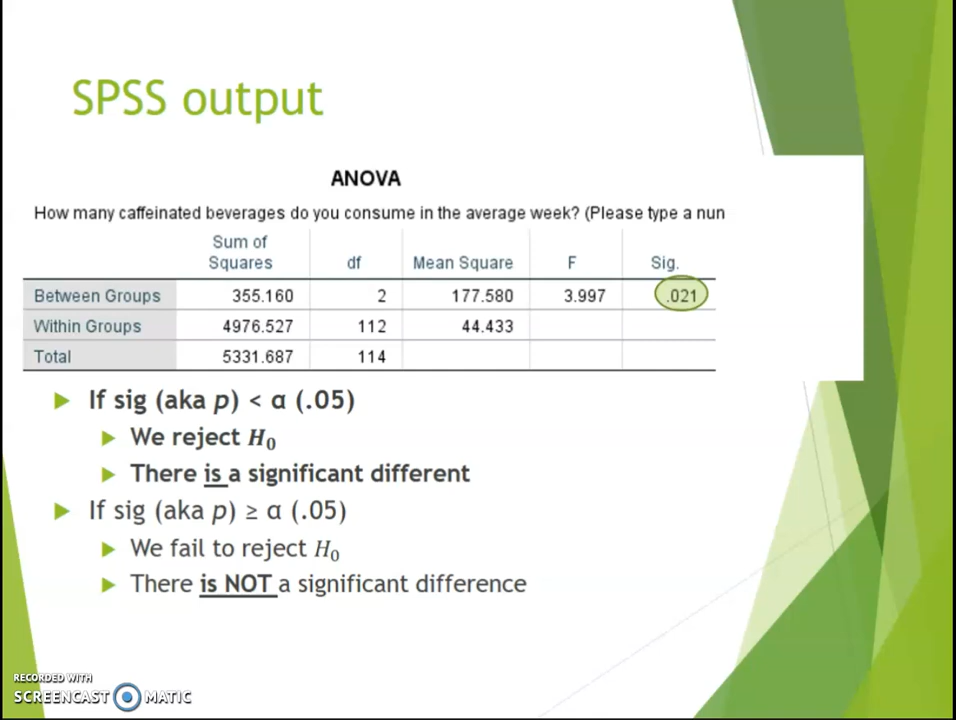 SPSS output
ANOVA
How many caffeinated beverages do you consume in the average week? (Please type a nun
Sum of Squares df Mean Square F Sig.
Between Groups 355.160 2 177.580 3.997 .021
Within Groups 4976.527 112 44.433
Total 5331.687 114
If sig (aka p) < α (.05)
We reject H₀
There is a significant different
If sig (aka p) ≥ α (.05)
We fail to reject H₀
There is NOT a significant difference
RECORDED WITH
SCREENCAST MATIC